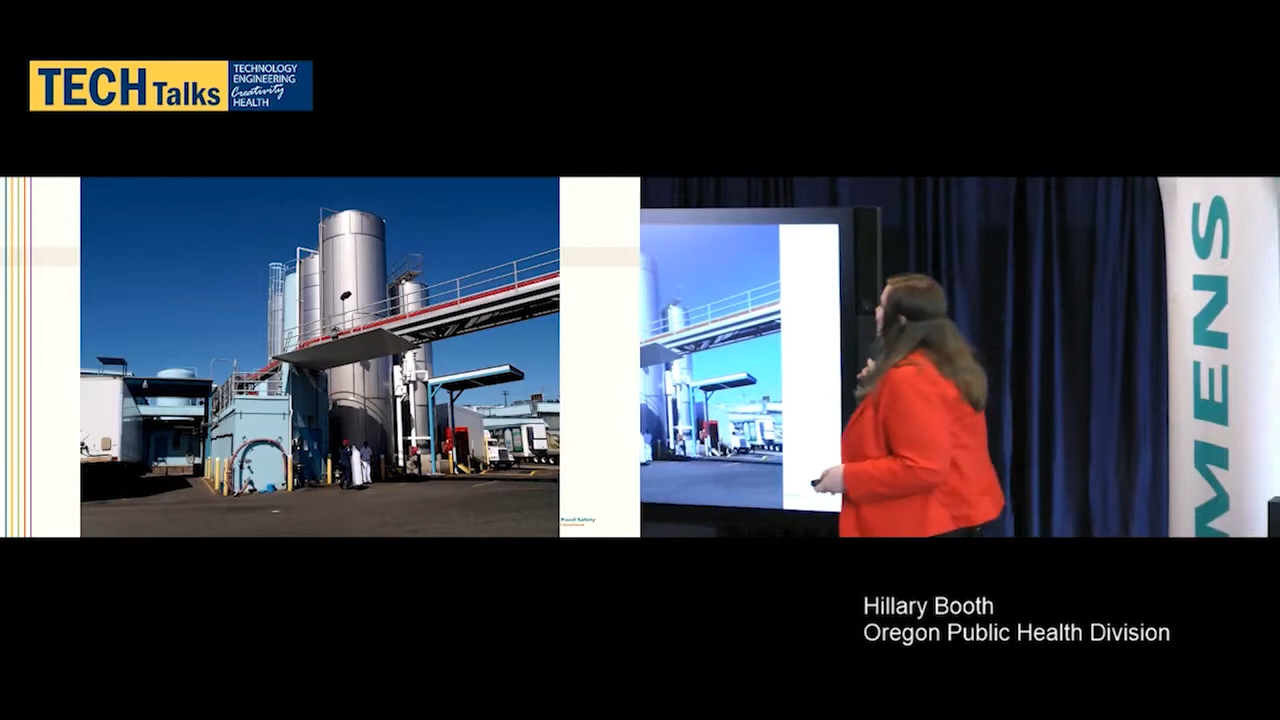 TECH Talks
TECHNOLOGY
ENGINEERING
Creativity
HEALTH
Food Safety
MENS
Hillary Booth
Oregon Public Health Division